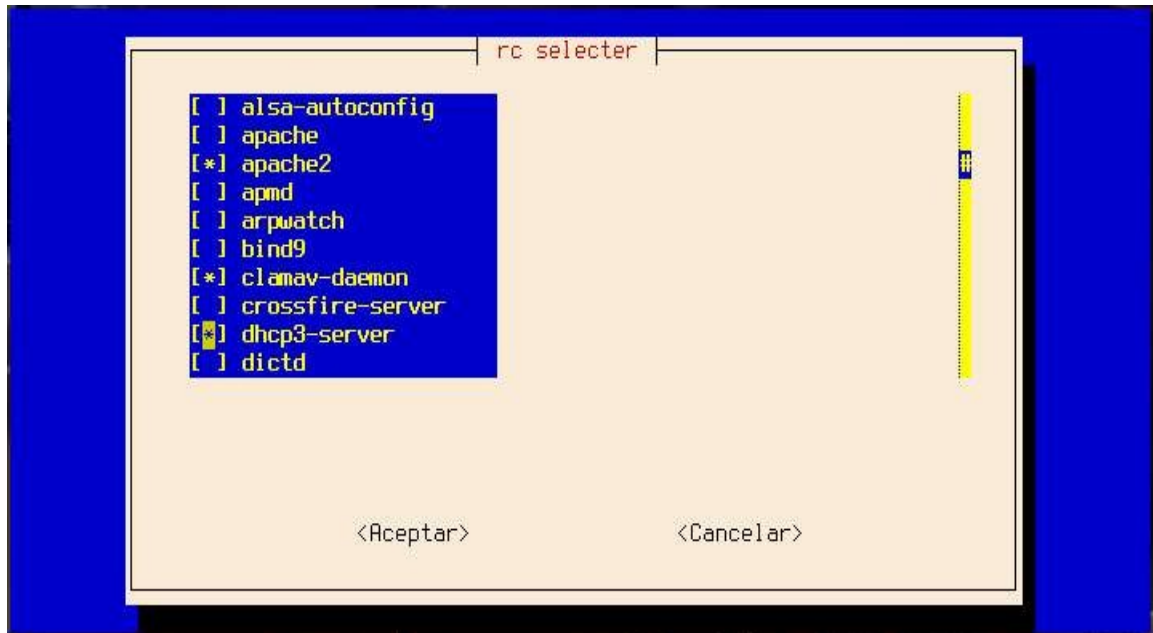 rc selecter
[ ] alsa-autoconfig
[ ] apache
[*] apache2
[ ] apmd
[ ] arpwatch
[ ] bind9
[*] clamav-daemon
[ ] crossfire-server
[*] dhcp3-server
[ ] dictd
#
<Aceptar> <Cancelar>